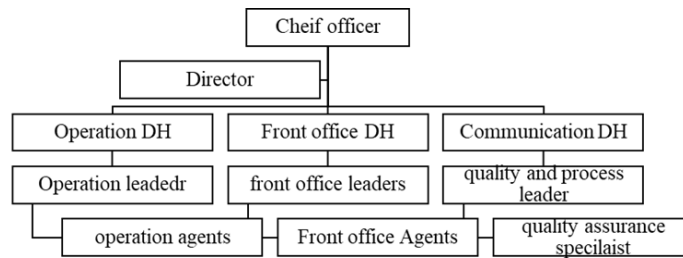 Cheif officer
Director
Operation DH
Front office DH
Communication DH
Operation leadedr
front office leaders
quality and process
leader
operation agents
Front office Agents
quality assurance
specilaist